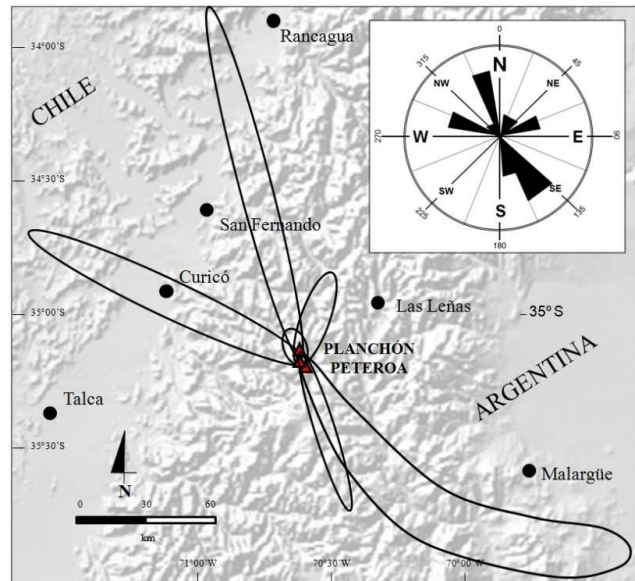 34°00'S
Rancagua
CHILE
0
315
45
N
NW
NE
270
W
E
90
SW
SE
225
135
S
180
34°30'S
San Fernando
Curicó
35°00'S
Las Leñas
35° S
PLANCHÓN
PETEROA
ARGENTINA
Talca
35°30'S
Malargüe
N
0
30
60
km
71°00'W
70°30'W
70°00'W